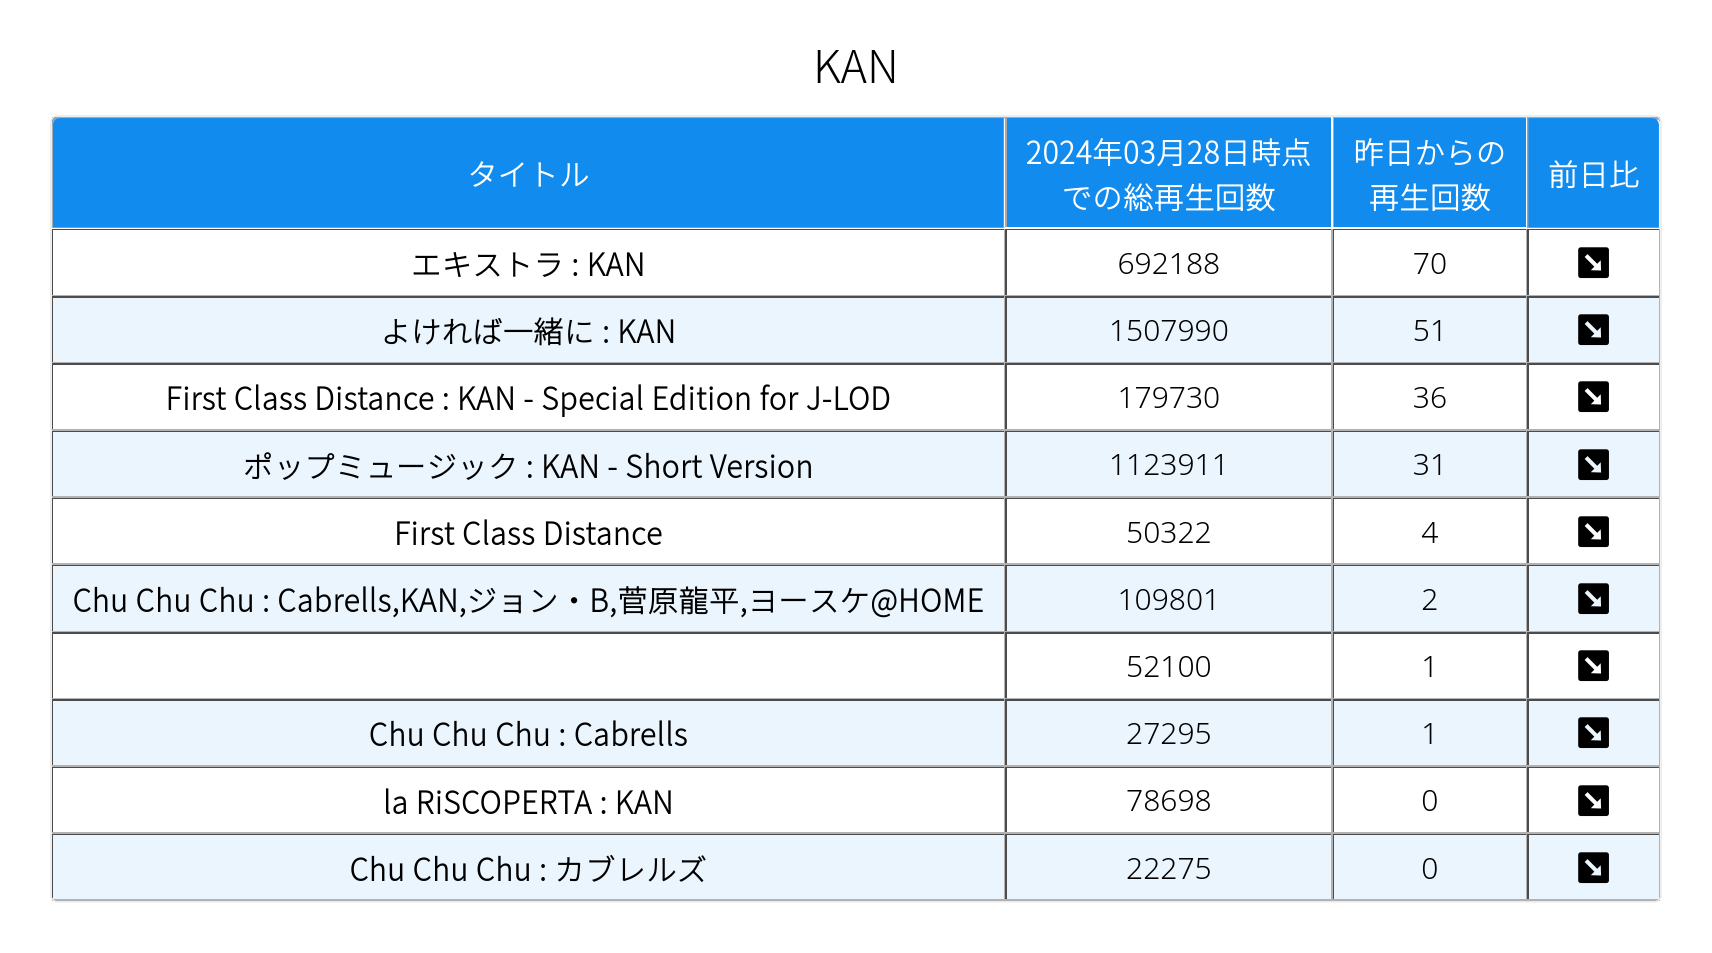 KAN
タイトル
2024年03月28日時点
での総再生回数
昨日からの
再生回数
前日比
エキストラ : KAN 692188 70
よければ一緒に : KAN 1507990 51
First Class Distance : KAN - Special Edition for J-LOD 179730 36
ポップミュージック : KAN - Short Version 1123911 31
First Class Distance 50322 4
Chu Chu Chu : Cabrells,KAN,ジョン・B,菅原龍平,ヨースケ@HOME 109801 2
52100 1
Chu Chu Chu : Cabrells 27295 1
la RiSCOPERTA : KAN 78698 0
Chu Chu Chu : カブレルズ 22275 0